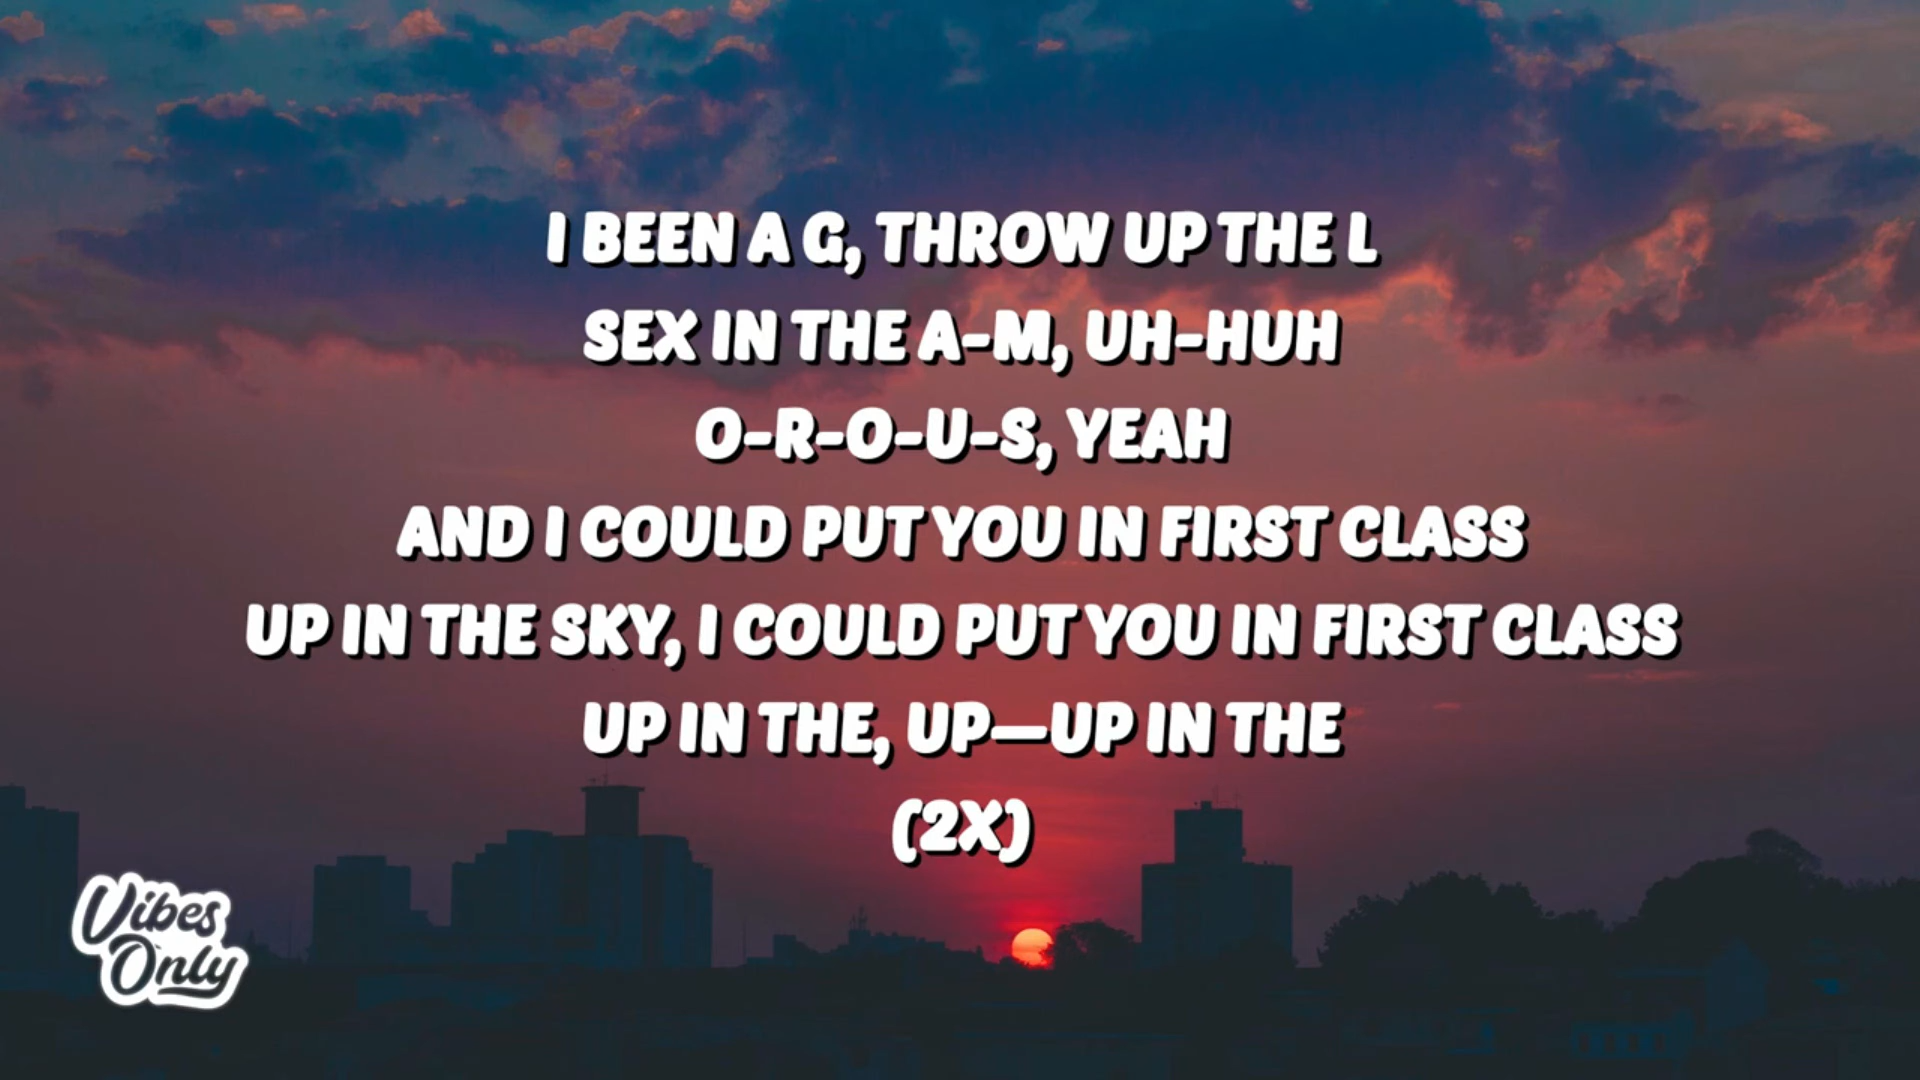 I BEEN A G, THROW UP THE L
SEX IN THE A-M, UH-HUH
O-R-O-U-S, YEAH
AND I COULD PUT YOU IN FIRST CLASS
UP IN THE SKY, I COULD PUT YOU IN FIRST CLASS
UP IN THE, UP—UP IN THE
(2X)
Vibes
Only